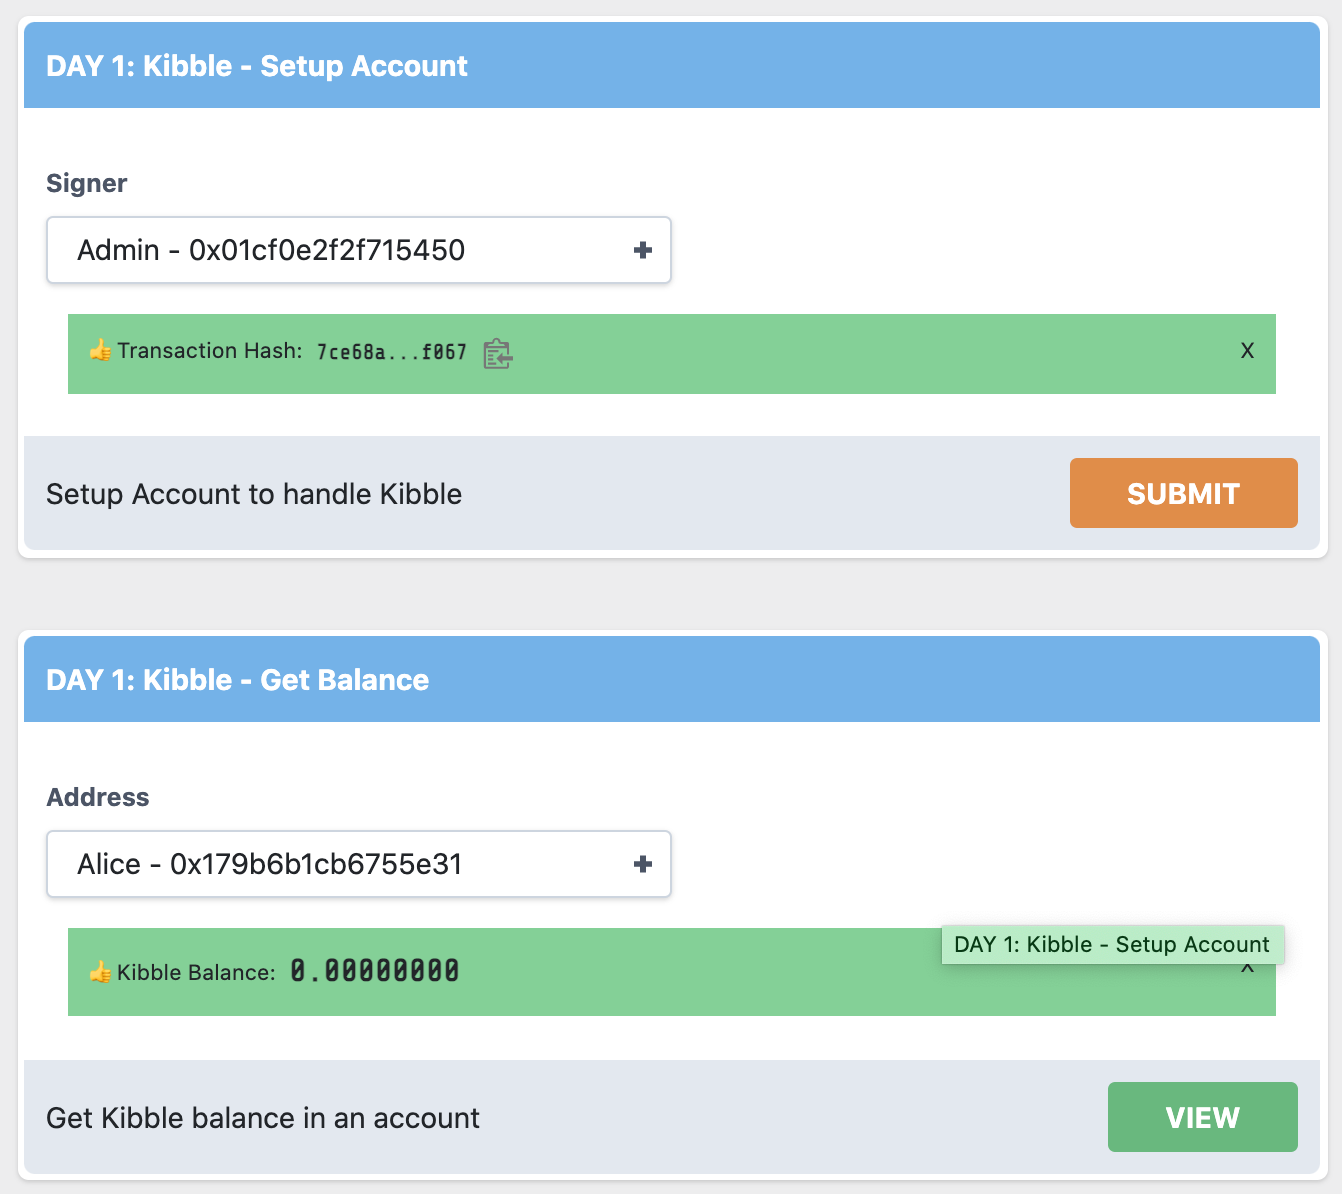 DAY 1: Kibble - Setup Account
Signer
Admin - 0x01cf0e2f2f715450
👍 Transaction Hash: 7ce68a...f067
X
Setup Account to handle Kibble
SUBMIT
DAY 1: Kibble - Get Balance
Address
Alice - 0x179b6b1cb6755e31
DAY 1: Kibble - Setup Account
👍 Kibble Balance: 0.00000000
X
Get Kibble balance in an account
VIEW